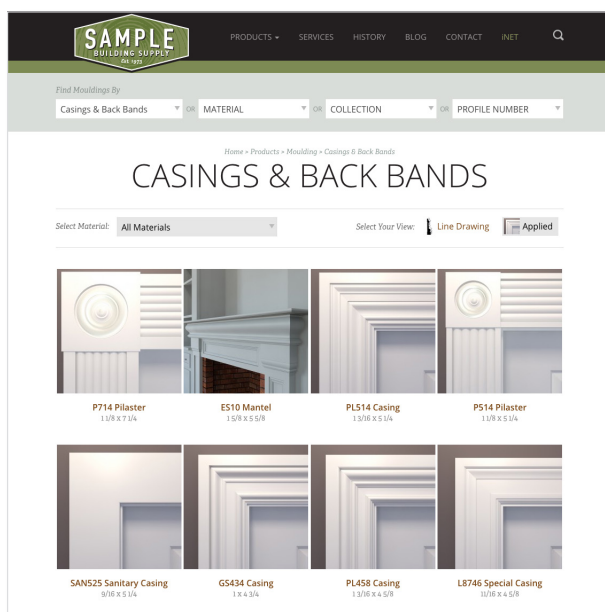 SAMPLE
BUILDING SUPPLY
Est. 1973
PRODUCTS SERVICES HISTORY BLOG CONTACT iNET
Find Mouldings By
Casings & Back Bands OR MATERIAL OR COLLECTION OR PROFILE NUMBER
Home » Products » Moulding » Casings & Back Bands
CASINGS & BACK BANDS
Select Material: All Materials Select Your View: Line Drawing Applied
P714 Pilaster ES10 Mantel PL514 Casing P514 Pilaster
1 1/8 X 7 1/4 1 5/8 X 5 5/8 1 3/16 X 5 1/4 1 1/8 X 5 1/4
SAN525 Sanitary Casing GS434 Casing PL458 Casing L8746 Special Casing
9/16 X 5 1/4 1 X 4 3/4 1 3/16 X 4 5/8 11/16 X 4 5/8